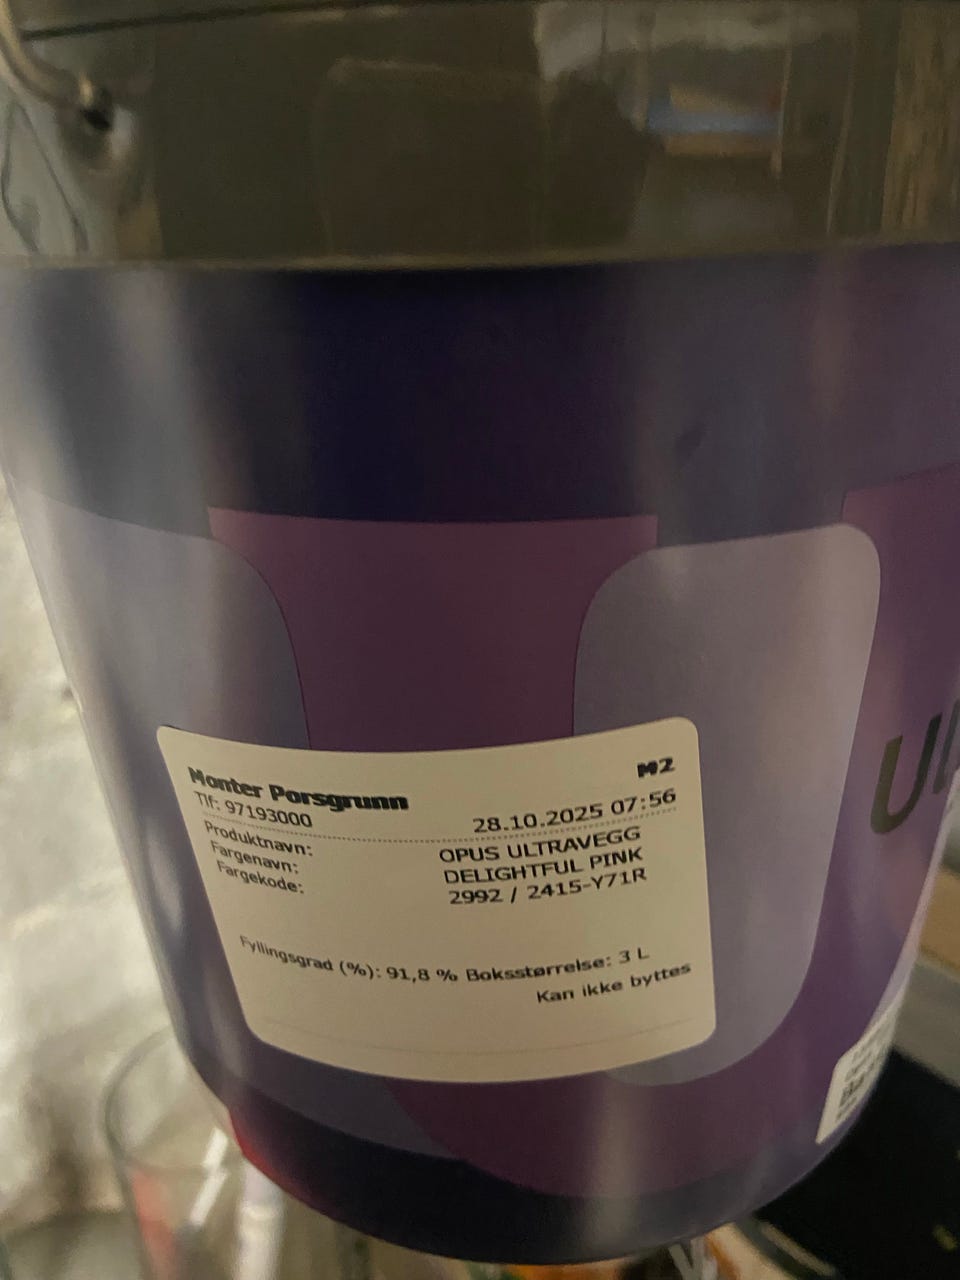 Monter Porsgrunn
M2
Tlf: 97193000
28.10.2025 07:56
Produktnavn: OPUS ULTRAVEGG
Fargenavn: DELIGHTFUL PINK
Fargekode: 2992 / 2415-Y71R
Fyllingsgrad (%): 91,8 % Boksstørrelse: 3 L
Kan ikke byttes